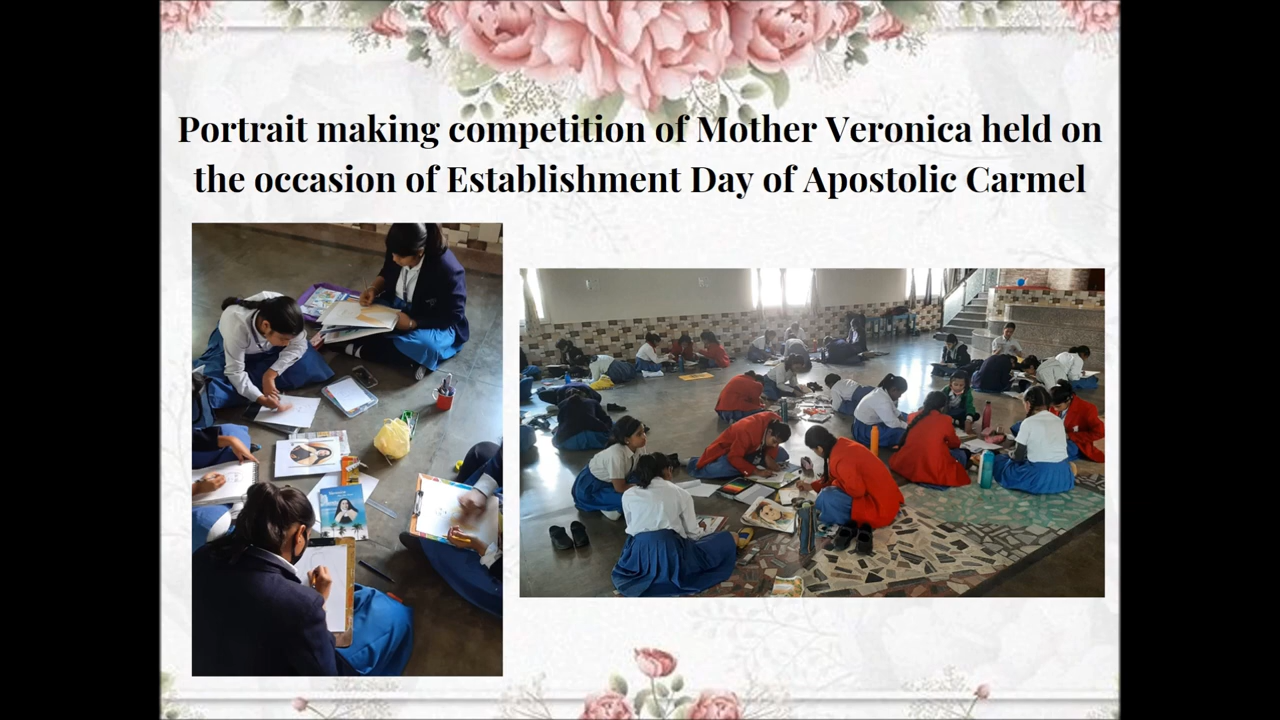 Portrait making competition of Mother Veronica held on
the occasion of Establishment Day of Apostolic Carmel